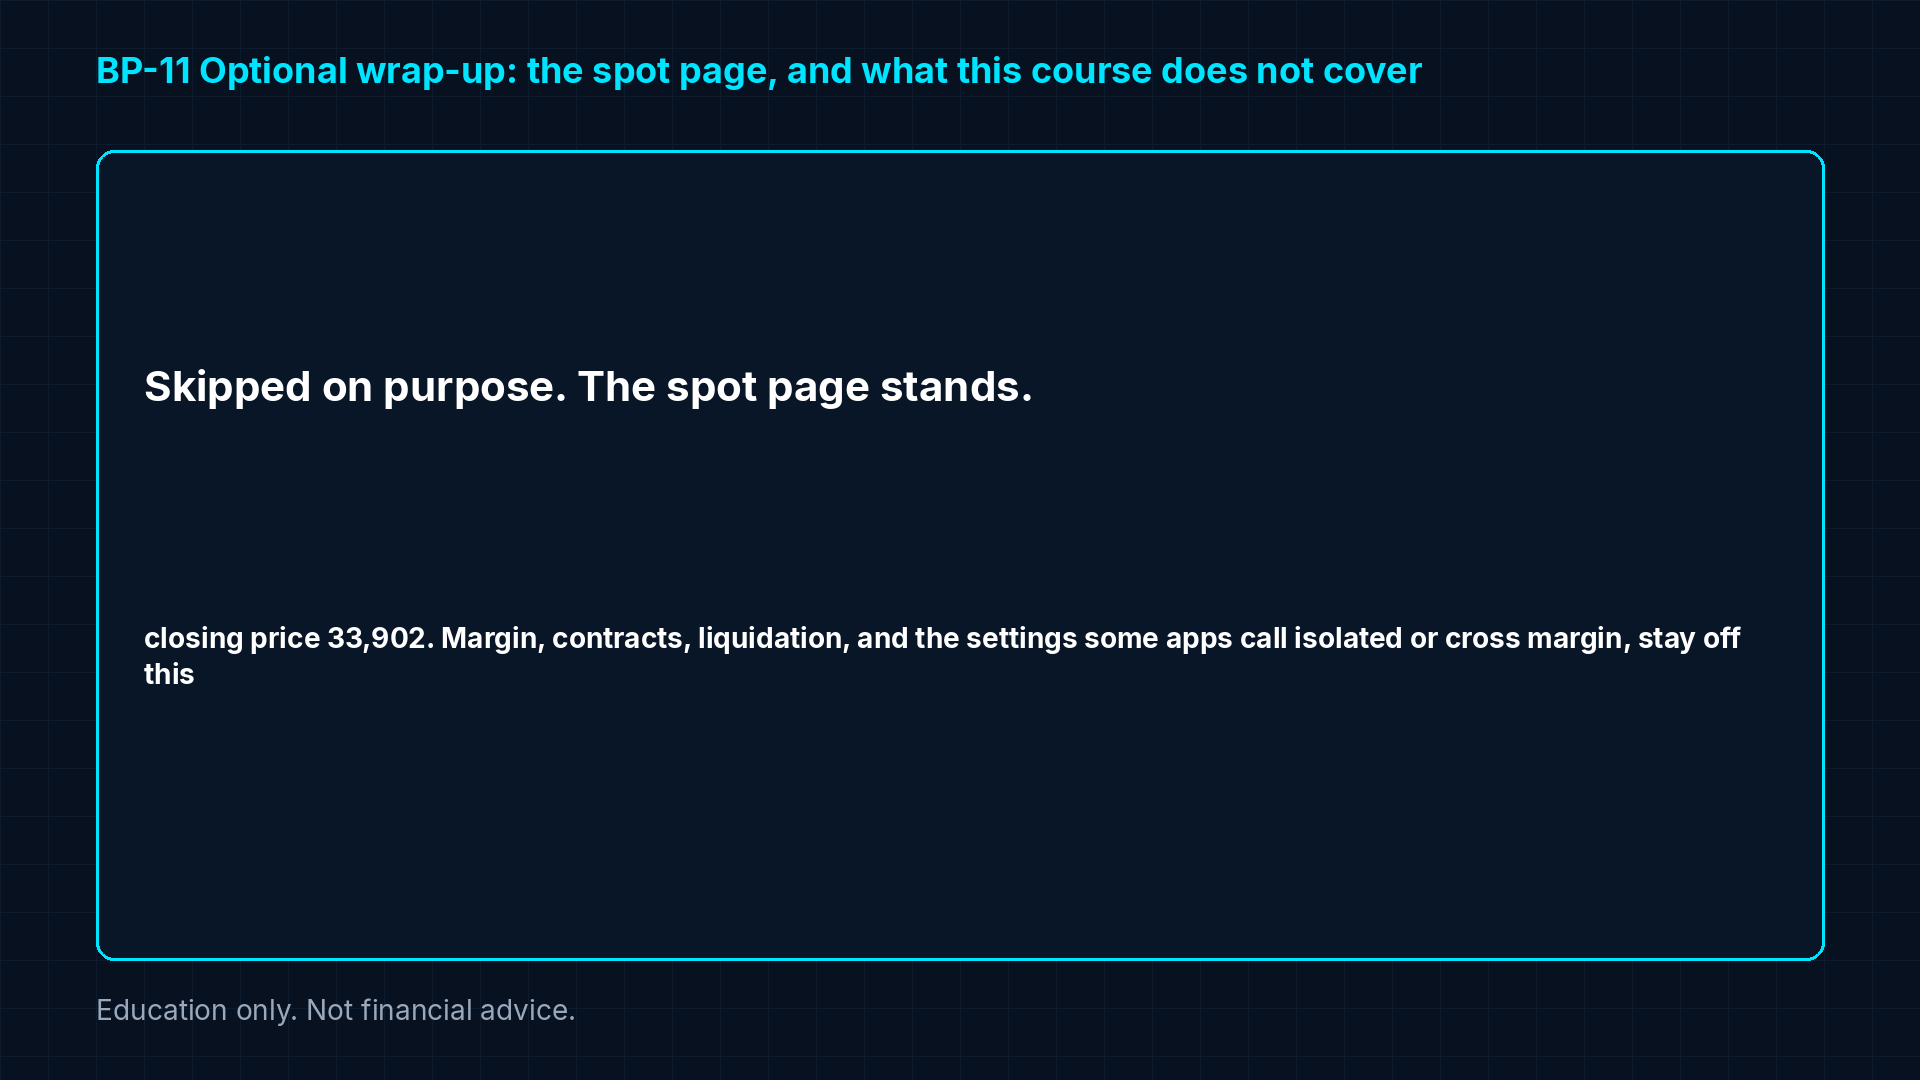 BP-11 Optional wrap-up: the spot page, and what this course does not cover
Skipped on purpose. The spot page stands.
closing price 33,902. Margin, contracts, liquidation, and the settings some apps call isolated or cross margin, stay off
this
Education only. Not financial advice.